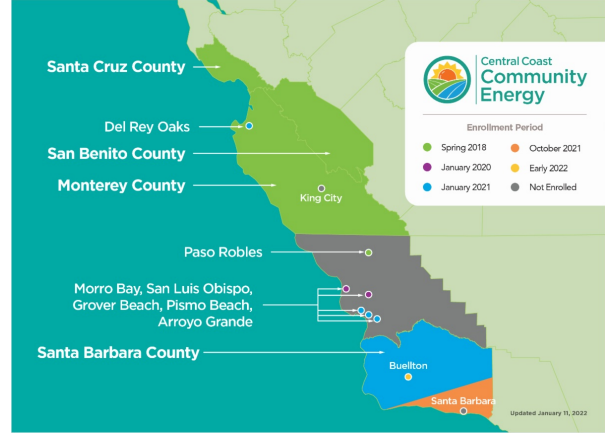 Santa Cruz County
Del Rey Oaks
San Benito County
Monterey County
King City
Paso Robles
Morro Bay, San Luis Obispo,
Grover Beach, Pismo Beach,
Arroyo Grande
Santa Barbara County
Buellton
Santa Barbara
Central Coast
Community
Energy
Enrollment Period
Spring 2018
January 2020
January 2021
October 2021
Early 2022
Not Enrolled
Updated January 11, 2022